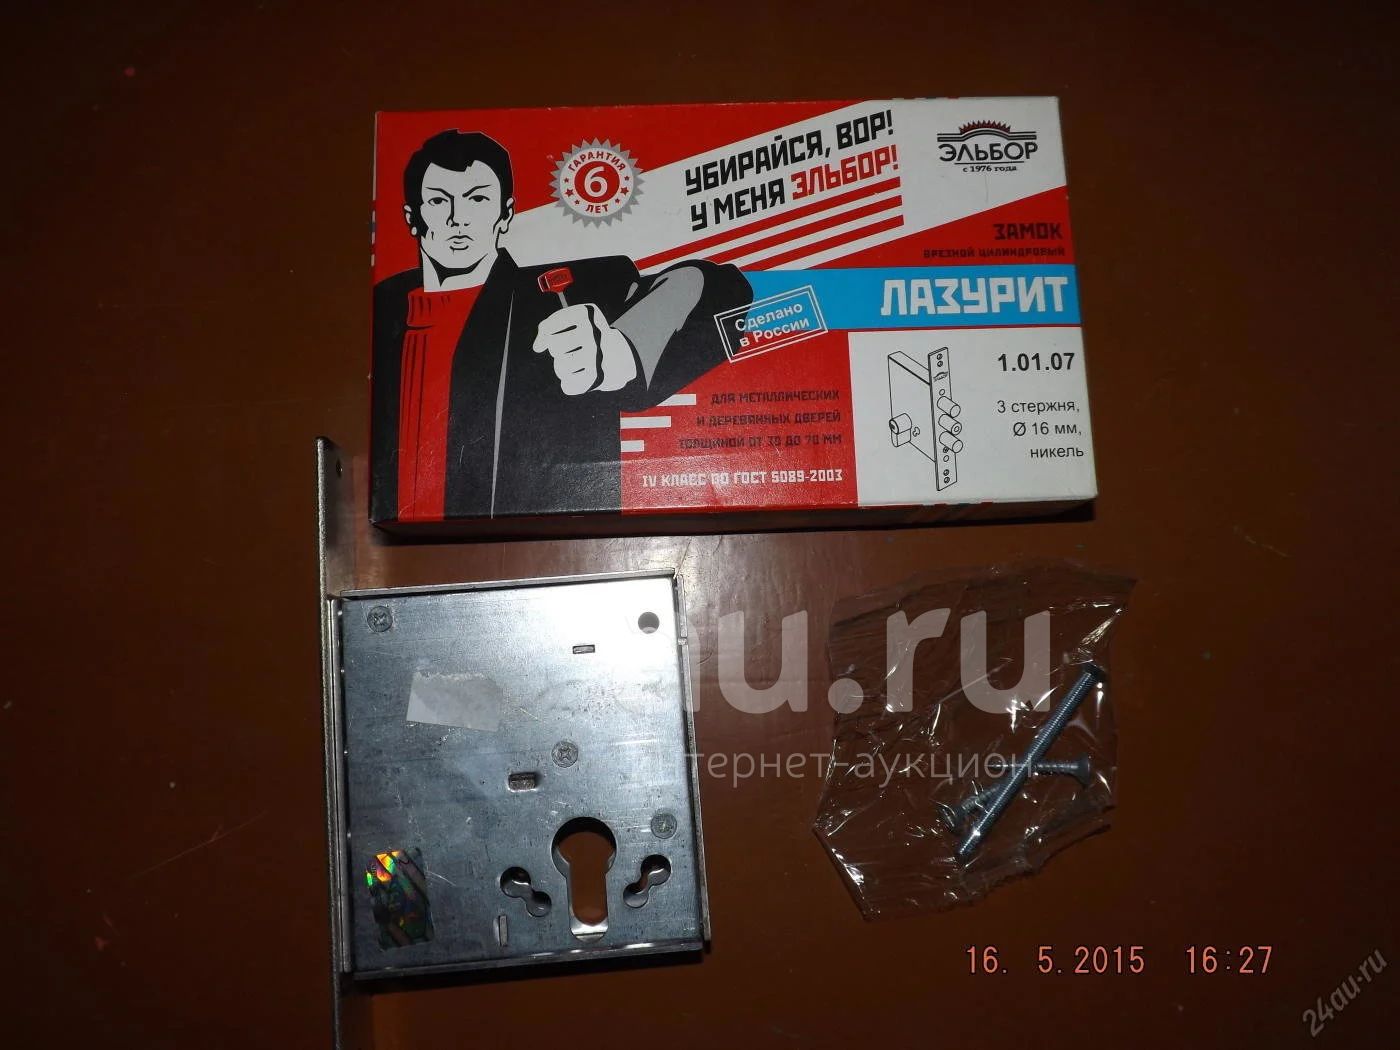 ГАРАНТИЯ
6
ЛЕТ
УБИРАЙСЯ, ВОР!
У МЕНЯ ЭЛЬБОР!
ЭЛЬБОР
с 1976 года
ЗАМОК
ВРЕЗНОЙ ЦИЛИНДРОВЫЙ
ЛАЗУРИТ
Сделано
в России
1.01.07
3 стержня,
Ø 16 мм,
никель
ДЛЯ МЕТАЛЛИЧЕСКИХ
И ДЕРЕВЯННЫХ ДВЕРЕЙ
ТОЛЩИНОЙ ОТ 30 ДО 70 ММ
IV КЛАСС ПО ГОСТ 5089-2003
au.ru
интернет-аукцион
16. 5.2015 16:27
24au.ru